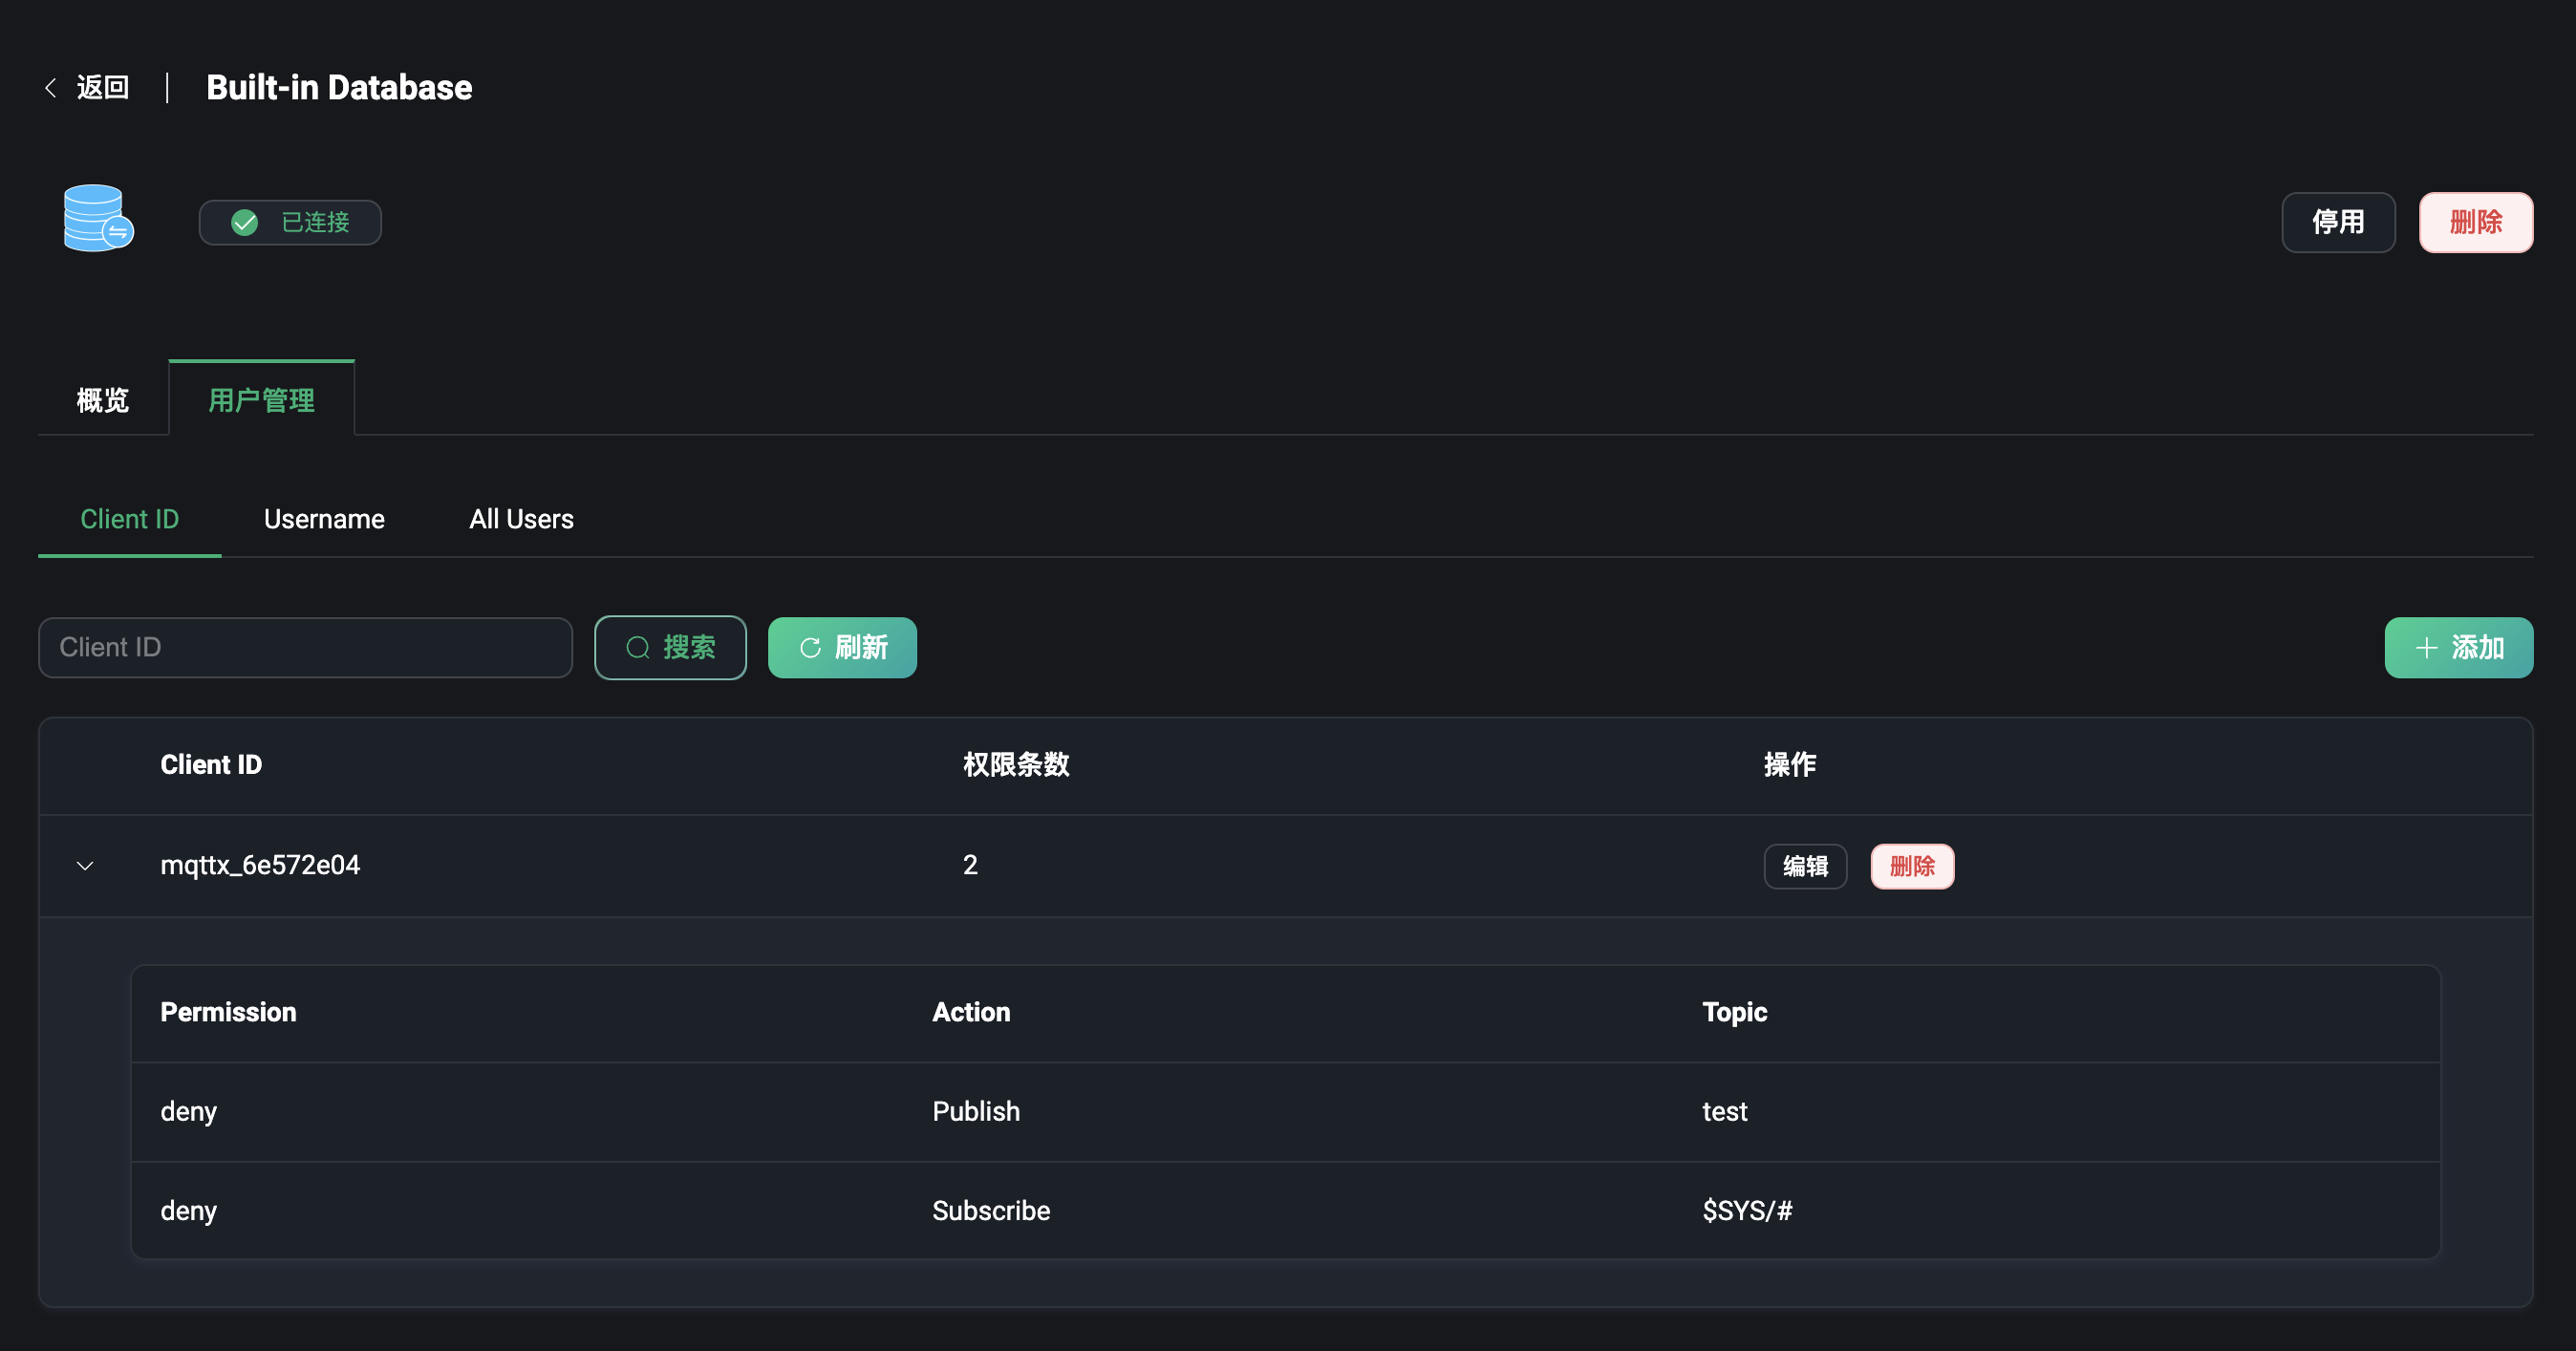 返回 | Built-in Database
已连接 停用 删除
概览 用户管理
Client ID Username All Users
Client ID 搜索 刷新 添加
Client ID 权限条数 操作
mqttx_6e572e04 2 编辑 删除
Permission Action Topic
deny Publish test
deny Subscribe $SYS/#